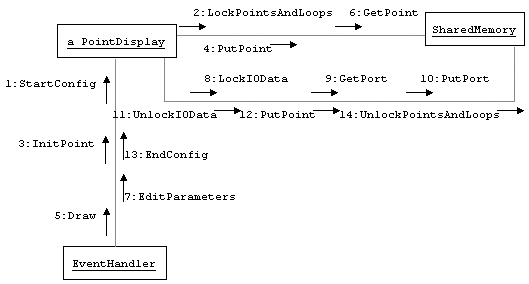 2:LockPointsAndLoops 6:GetPoint
a PointDisplay
SharedMemory
4:PutPoint
1:StartConfig
8:LockIOData 9:GetPort 10:PutPort
11:UnlockIOData 12:PutPoint 14:UnlockPointsAndLoops
3:InitPoint
13:EndConfig
7:EditParameters
5:Draw
EventHandler